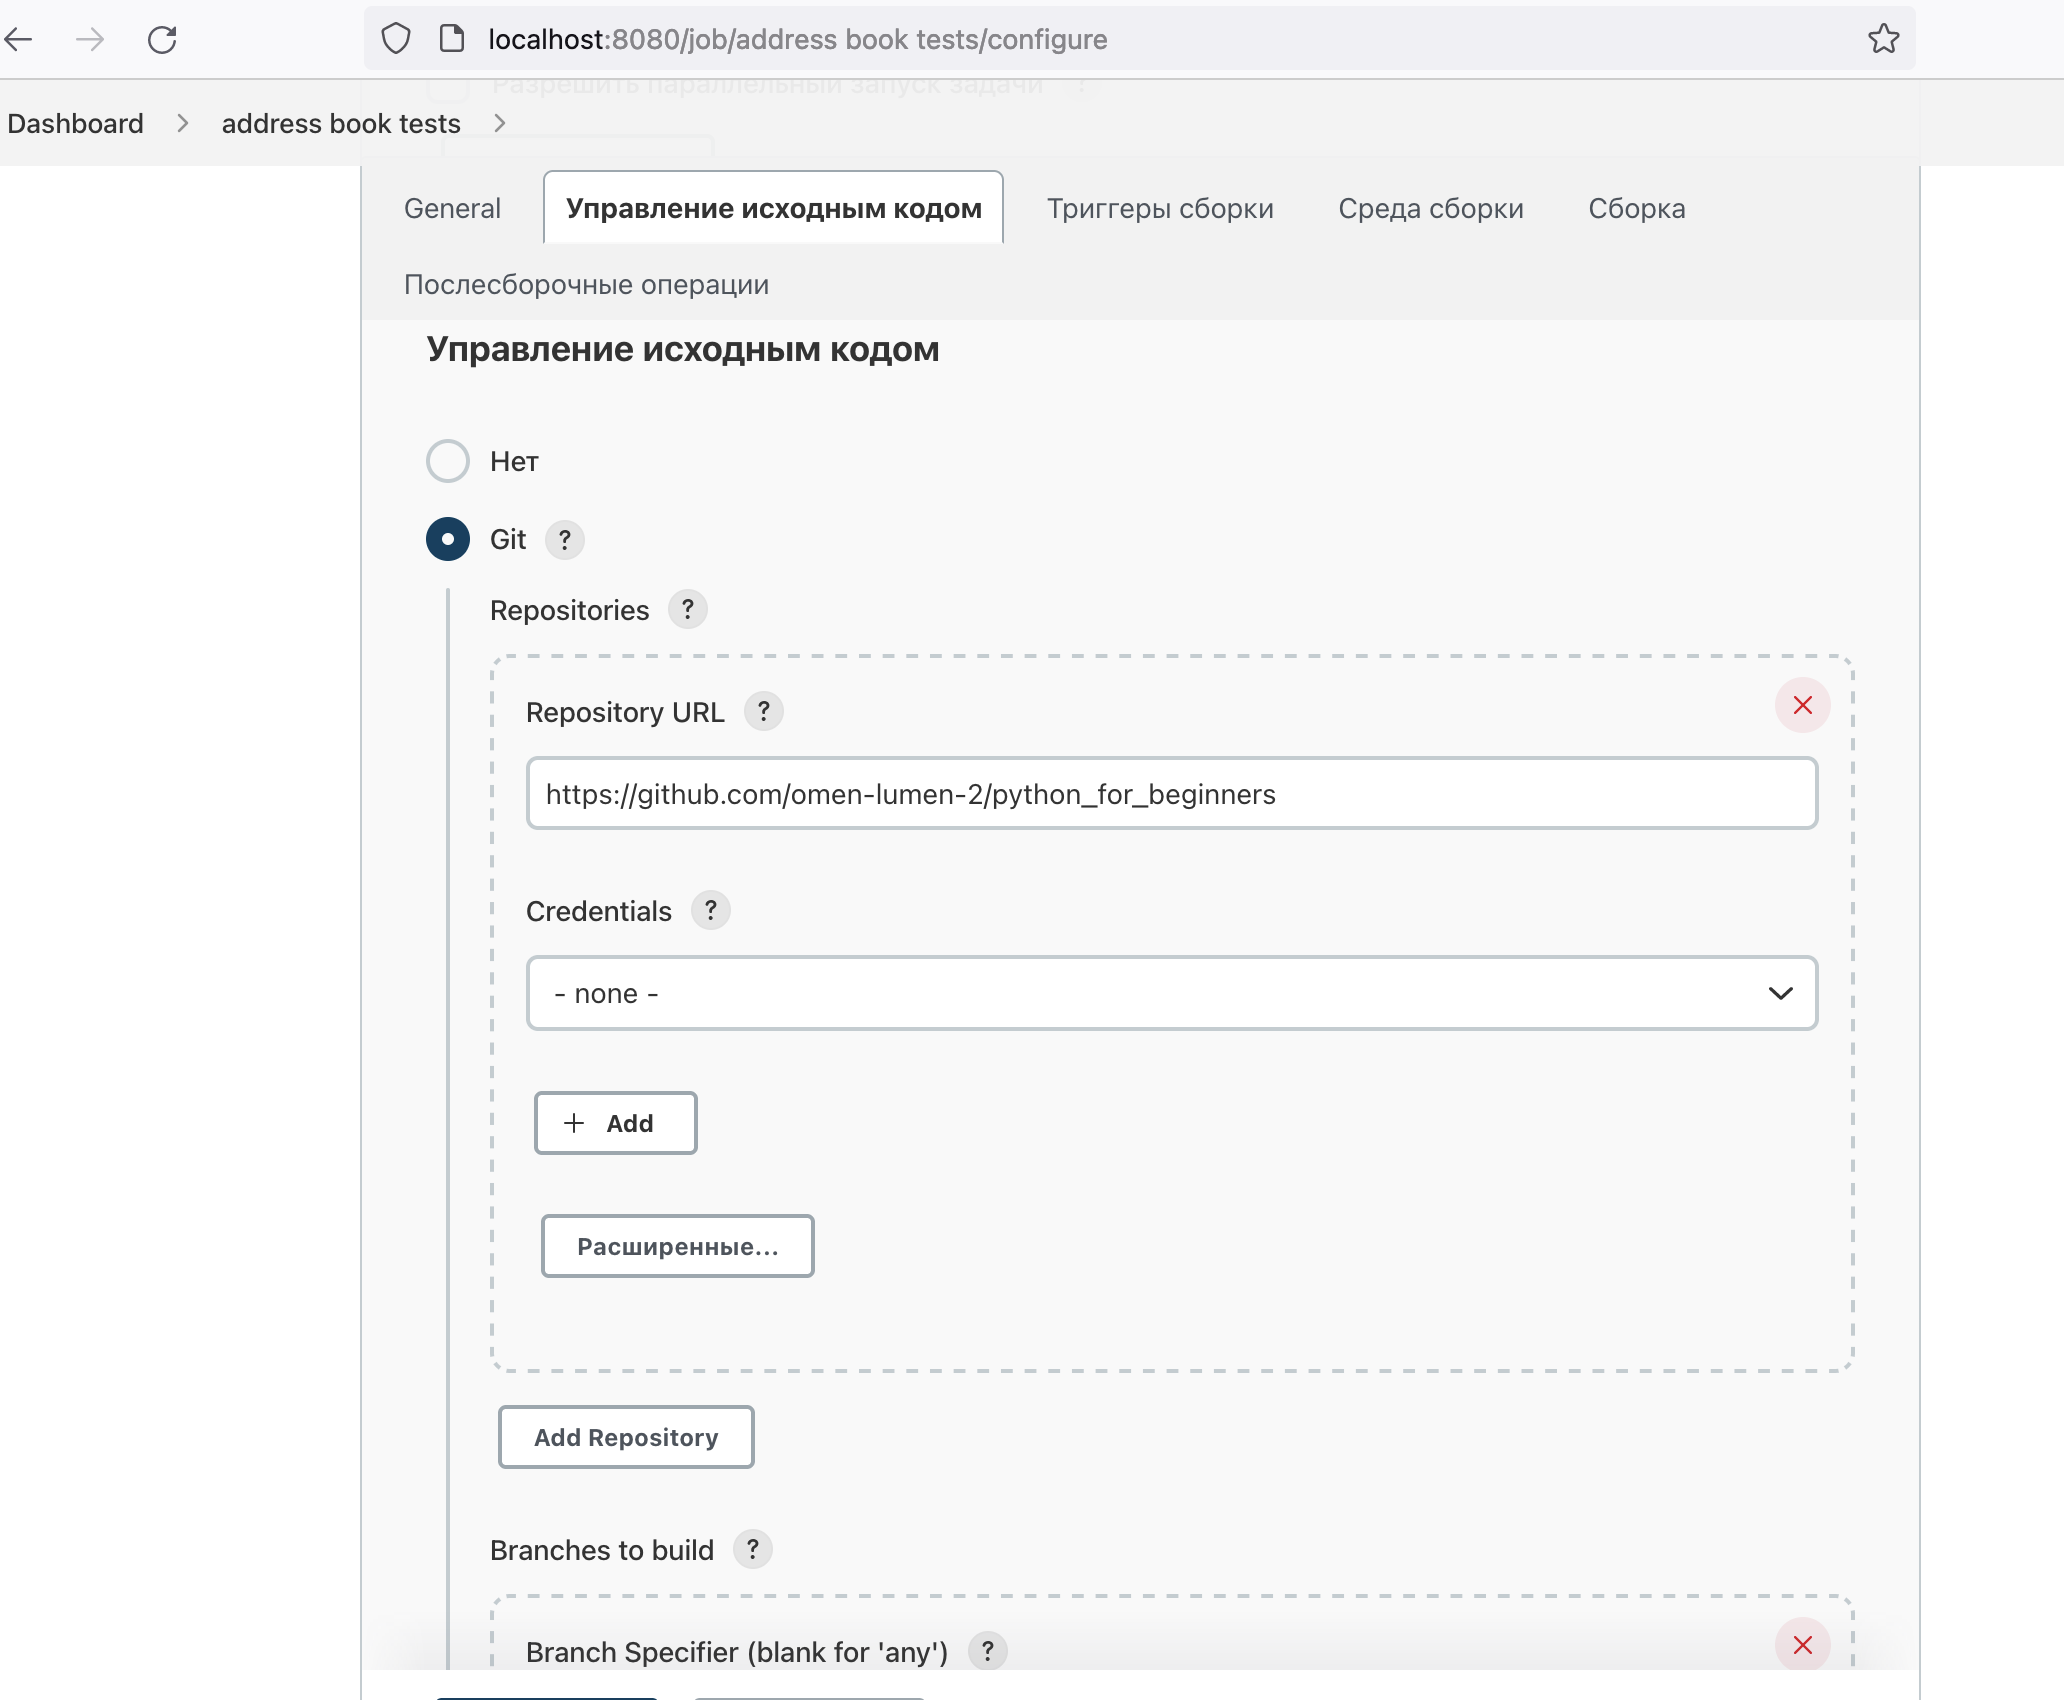 localhost:8080/job/address book tests/configure
Разрешить параллельный запуск задачи ?
Dashboard > address book tests >
General Управление исходным кодом Триггеры сборки Среда сборки Сборка
Послесборочные операции
Управление исходным кодом
Нет
Git ?
Repositories ?
Repository URL ?
https://github.com/omen-lumen-2/python_for_beginners
Credentials ?
- none -
+ Add
Расширенные...
Add Repository
Branches to build ?
Branch Specifier (blank for 'any') ?